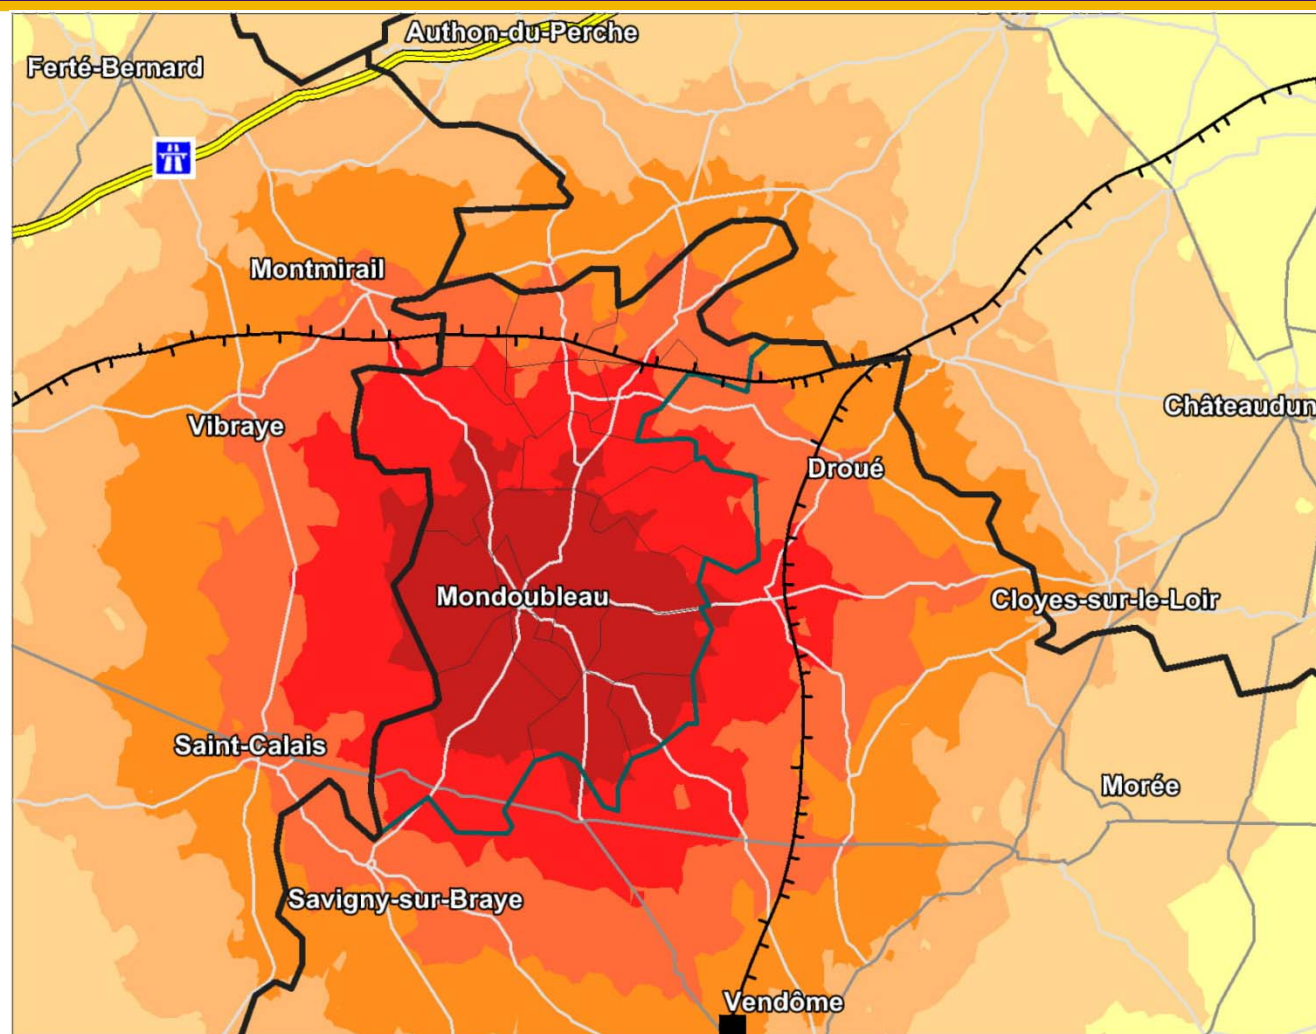 Authon-du-Perche
Ferté-Bernard
Montmirail
Châteaudun
Vibraye
Droué
Mondoubleau
Cloyes-sur-le-Loir
Saint-Calais
Morée
Savigny-sur-Braye
Vendôme